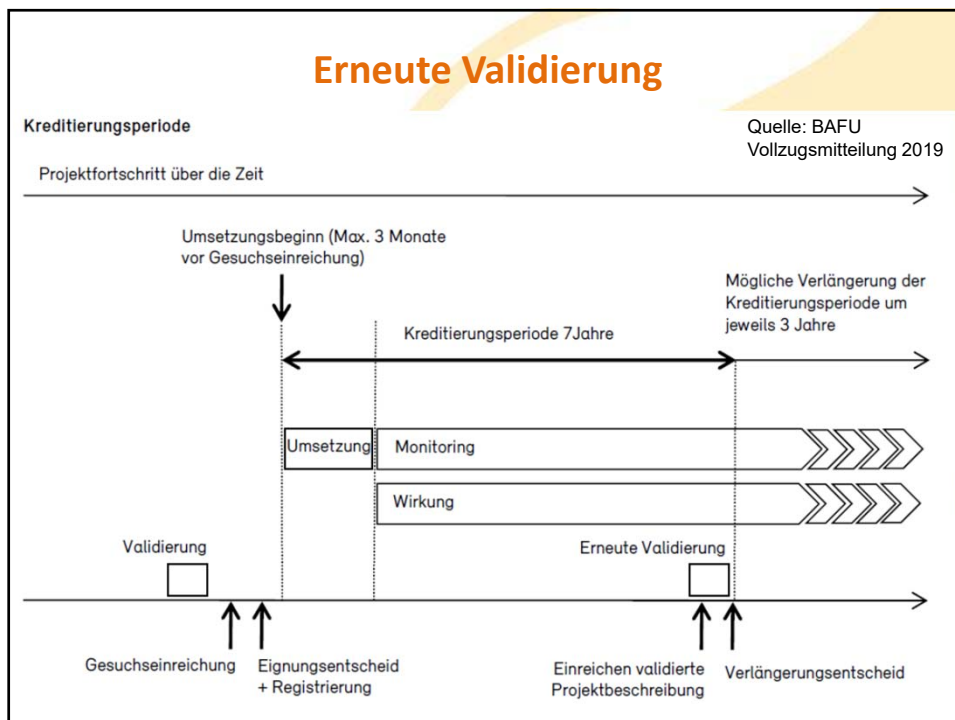 Erneute Validierung
Kreditierungsperiode
Quelle: BAFU
Vollzugsmitteilung 2019
Projektfortschritt über die Zeit
Umsetzungsbeginn (Max. 3 Monate
vor Gesuchseinreichung)
Mögliche Verlängerung der
Kreditierungsperiode um
jeweils 3 Jahre
Kreditierungsperiode 7Jahre
Umsetzung
Monitoring
Wirkung
Validierung
Erneute Validierung
Gesuchseinreichung
Eignungsentscheid
+ Registrierung
Einreichen validierte
Projektbeschreibung
Verlängerungsentscheid